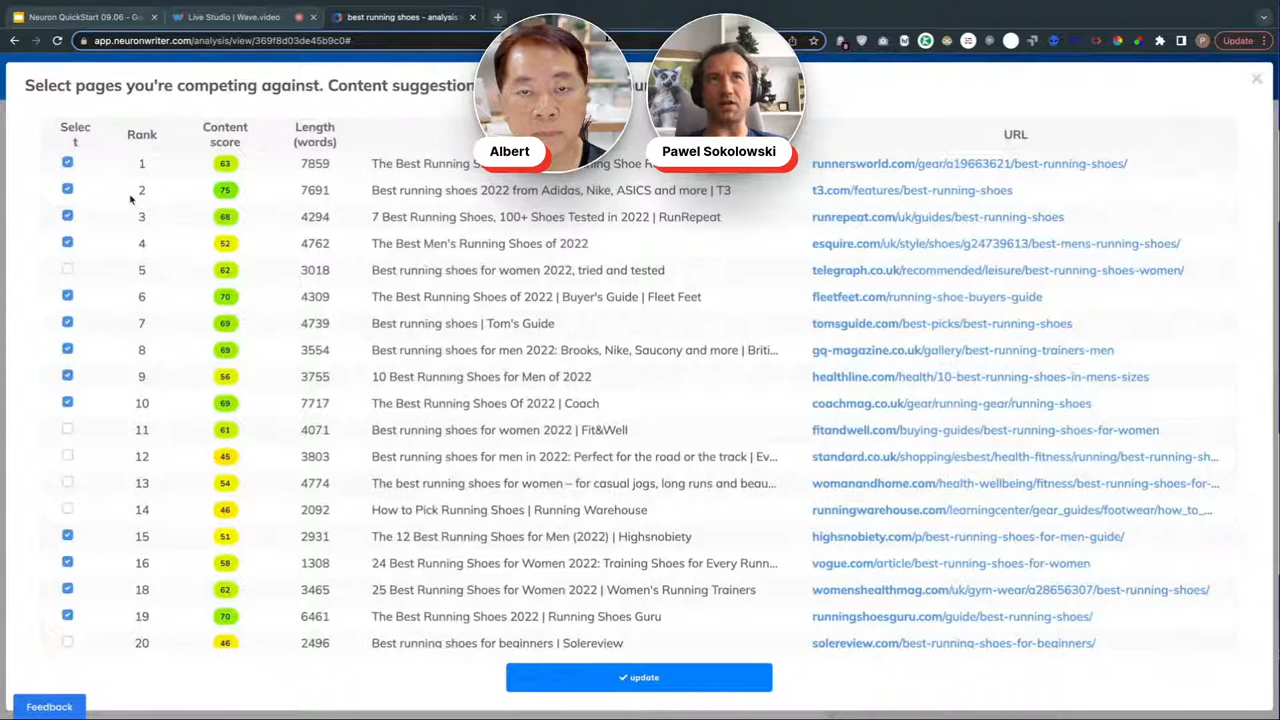 Neuron QuickStart 09.06 - Go
Live Studio | Wave.video
best running shoes - analysis
app.neuronwriter.com/analysis/view/369f8d03de45b9c0#
Update
Select pages you're competing against. Content suggestion
Albert
Pawel Sokolowski
Select Rank Content score Length (words) URL
1 63 7859 The Best Running Shoe R runnersworld.com/gear/a19663621/best-running-shoes/
2 75 7691 Best running shoes 2022 from Adidas, Nike, ASICS and more | T3 t3.com/features/best-running-shoes
3 68 4294 7 Best Running Shoes, 100+ Shoes Tested in 2022 | RunRepeat runrepeat.com/uk/guides/best-running-shoes
4 52 4762 The Best Men's Running Shoes of 2022 esquire.com/uk/style/shoes/g24739613/best-mens-running-shoes/
5 62 3018 Best running shoes for women 2022, tried and tested telegraph.co.uk/recommended/leisure/best-running-shoes-women/
6 70 4309 The Best Running Shoes of 2022 | Buyer's Guide | Fleet Feet fleetfeet.com/running-shoe-buyers-guide
7 69 4739 Best running shoes | Tom's Guide tomsguide.com/best-picks/best-running-shoes
8 69 3554 Best running shoes for men 2022: Brooks, Nike, Saucony and more | Briti... gq-magazine.co.uk/gallery/best-running-trainers-men
9 56 3755 10 Best Running Shoes for Men of 2022 healthline.com/health/10-best-running-shoes-in-mens-sizes
10 69 7717 The Best Running Shoes Of 2022 | Coach coachmag.co.uk/gear/running-gear/running-shoes
11 61 4071 Best running shoes for women 2022 | Fit&Well fitandwell.com/buying-guides/best-running-shoes-for-women
12 45 3803 Best running shoes for men in 2022: Perfect for the road or the track | Ev... standard.co.uk/shopping/esbest/health-fitness/running/best-running-sh...
13 54 4774 The best running shoes for women – for casual jogs, long runs and beau... womanandhome.com/health-wellbeing/fitness/best-running-shoes-for-...
14 46 2092 How to Pick Running Shoes | Running Warehouse runningwarehouse.com/learningcenter/gear_guides/footwear/how_to_...
15 51 2931 The 12 Best Running Shoes for Men (2022) | Highsnobiety highsnobiety.com/p/best-running-shoes-for-men-guide/
16 58 1308 24 Best Running Shoes for Women 2022: Training Shoes for Every Runn... vogue.com/article/best-running-shoes-for-women
18 62 3465 25 Best Running Shoes for Women 2022 | Women's Running Trainers womenshealthmag.com/uk/gym-wear/a28656307/best-running-shoes/
19 70 6461 The Best Running Shoes 2022 | Running Shoes Guru runningshoesguru.com/guide/best-running-shoes/
20 46 2496 Best running shoes for beginners | Solereview solereview.com/best-running-shoes-for-beginners/
update
Feedback